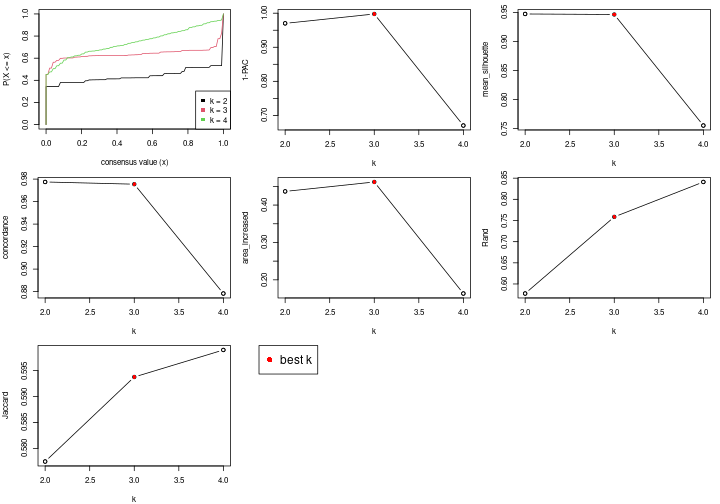 P(X <= x)
1.0
0.8
0.6
0.4
0.2
0.0
k = 2
k = 3
k = 4
0.0 0.2 0.4 0.6 0.8 1.0
consensus value (x)
1-PAC
1.00
0.90
0.80
0.70
2.0 2.5 3.0 3.5 4.0
k
mean_silhouette
0.95
0.90
0.85
0.80
0.75
2.0 2.5 3.0 3.5 4.0
k
concordance
0.98
0.96
0.94
0.92
0.90
0.88
2.0 2.5 3.0 3.5 4.0
k
area_increased
0.40
0.30
0.20
2.0 2.5 3.0 3.5 4.0
k
Rand
0.85
0.80
0.75
0.70
0.65
0.60
2.0 2.5 3.0 3.5 4.0
k
Jaccard
0.595
0.590
0.585
0.580
2.0 2.5 3.0 3.5 4.0
k
best k